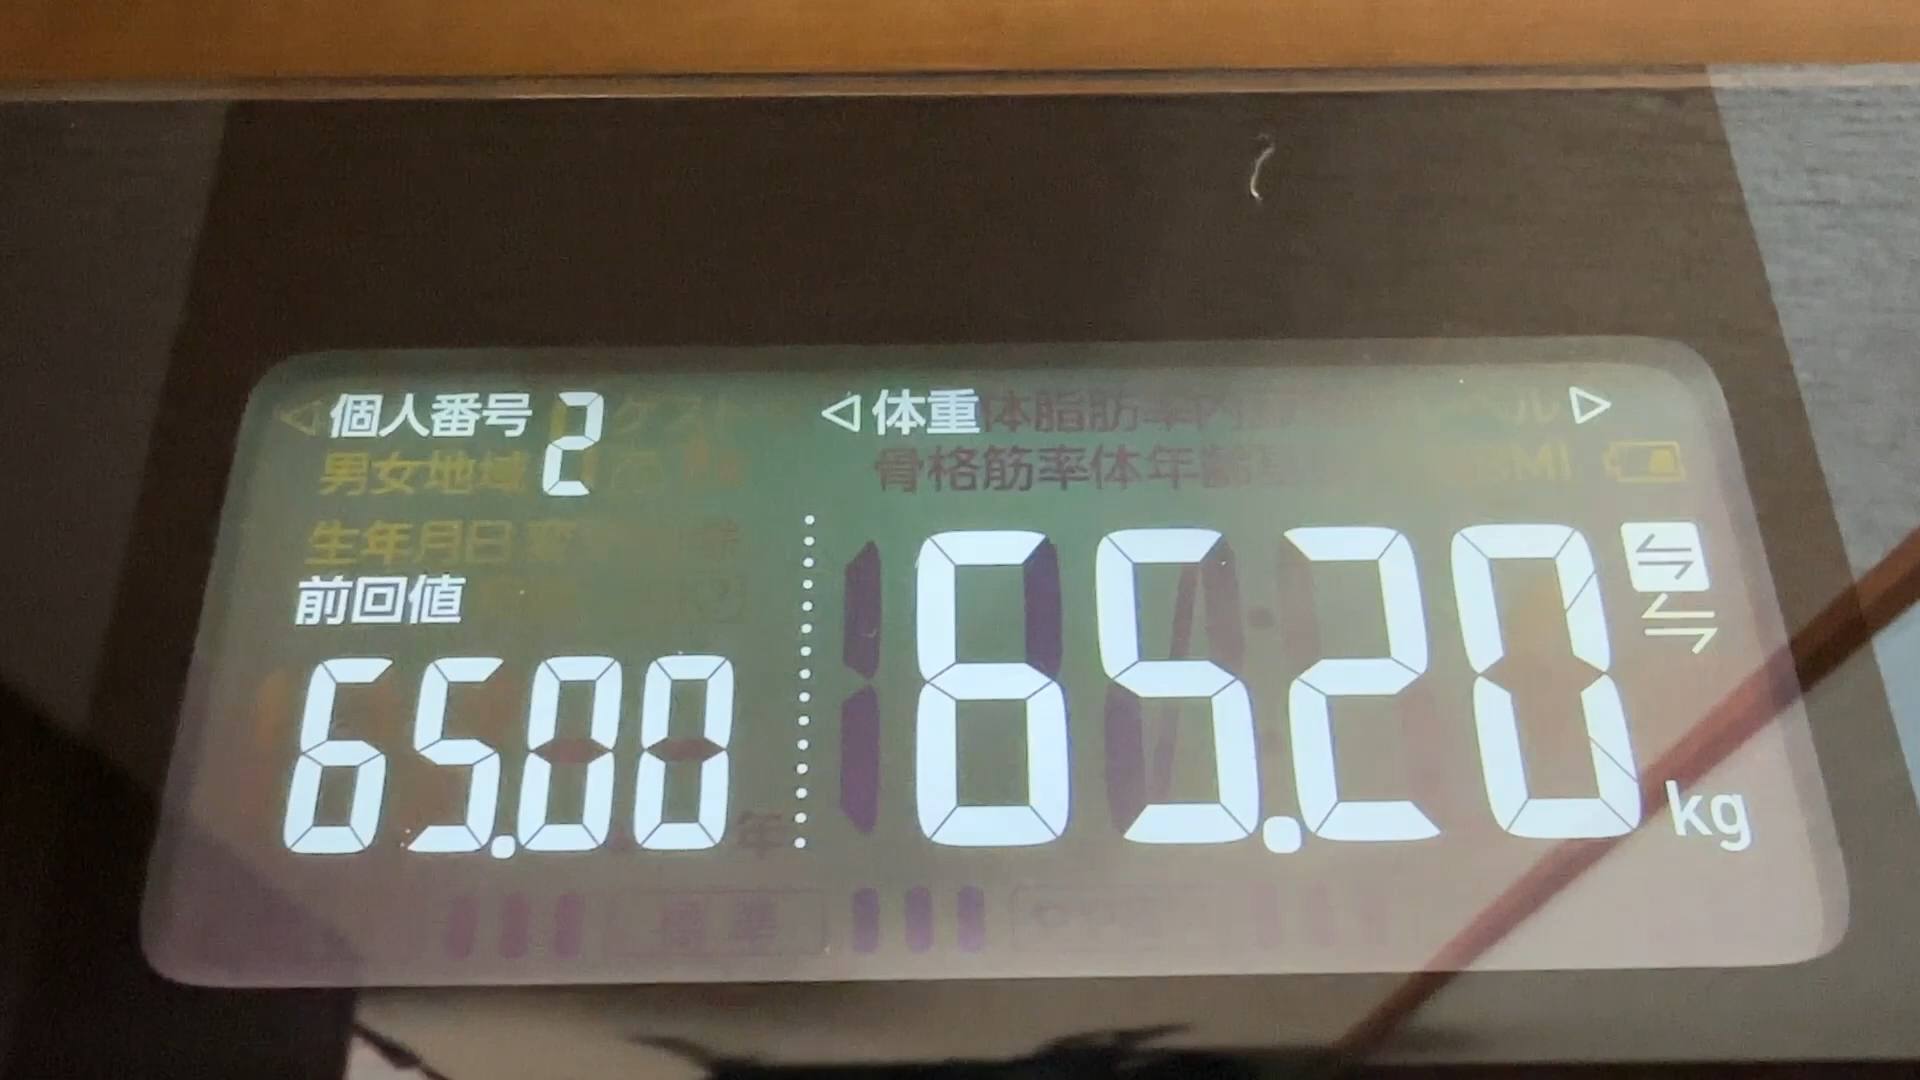 個人番号 2
男女地域
生年月日
前回値
65.00
体重
体脂肪率内臓
骨格筋率体年齢
BMI
65.20 kg